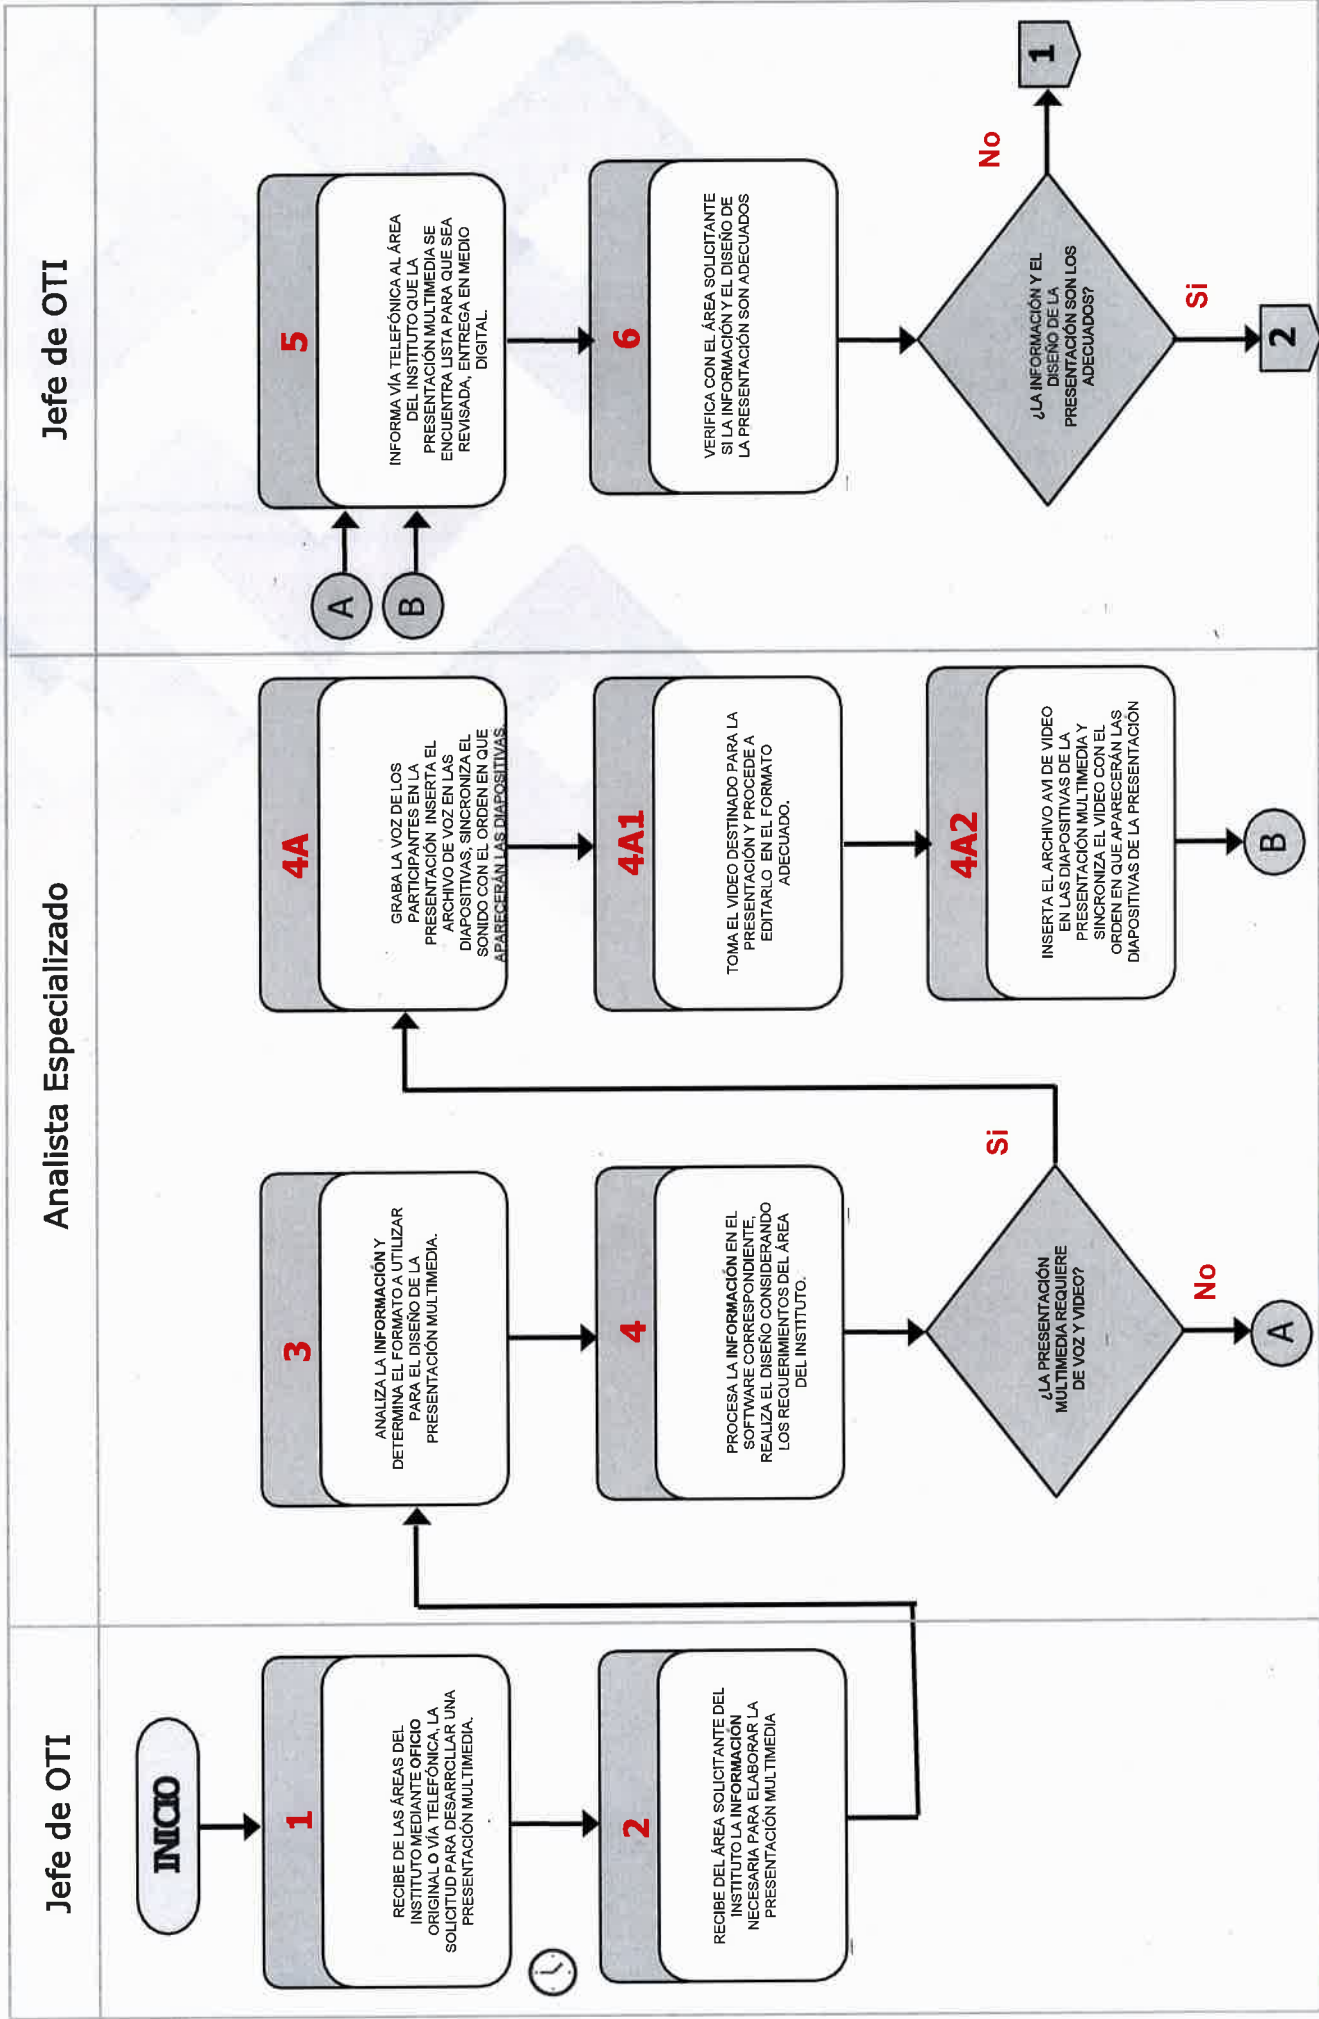 Jefe de OTI
INICIO
1
RECIBE DE LAS ÁREAS DEL
INSTITUTO MEDIANTE OFICIO
ORIGINAL O VÍA TELEFÓNICA, LA
SOLICITUD PARA DESARRCLLAR UNA
PRESENTACIÓN MULTIMEDIA.
2
RECIBE DEL ÁREA SOLICITANTE DEL
INSTITUTO LA INFORMACIÓN
NECESARIA PARA ELABORAR LA
PRESENTACIÓN MULTIMEDIA
Analista Especializado
3
ANALIZA LA INFORMACIÓN Y
DETERMINA EL FORMATO A UTILIZAR
PARA EL DISEÑO DE LA
PRESENTACIÓN MULTIMEDIA.
4
PROCESA LA INFORMACIÓN EN EL
SOFTWARE CORRESPONDIENTE,
REALIZA EL DISEÑO CONSIDERANDO
LOS REQUERIMIENTOS DEL ÁREA
DEL INSTITUTO.
¿LA PRESENTACIÓN
MULTIMEDIA REQUIERE
DE VOZ Y VIDEO?
Si
No
A
4A
GRABA LA VOZ DE LOS
PARTICIPANTES EN LA
PRESENTACIÓN INSERTA EL
ARCHIVO DE VOZ EN LAS
DIAPOSITIVAS, SINCRONIZA EL
SONIDO CON EL ORDEN EN QUE
APARECERÁN LAS DIAPOSITIVAS.
4A1
TOMA EL VIDEO DESTINADO PARA LA
PRESENTACIÓN Y PROCEDE A
EDITARLO EN EL FORMATO
ADECUADO.
4A2
INSERTA EL ARCHIVO AVI DE VIDEO
EN LAS DIAPOSITIVAS DE LA
PRESENTACIÓN MULTIMEDIA Y
SINCRONIZA EL VIDEO CON EL
ORDEN EN QUE APARECERÁN LAS
DIAPOSITIVAS DE LA PRESENTACIÓN
B
Jefe de OTI
A
B
5
INFORMA VÍA TELEFÓNICA AL ÁREA
DEL INSTITUTO QUE LA
PRESENTACIÓN MULTIMEDIA SE
ENCUENTRA LISTA PARA QUE SEA
REVISADA, ENTREGA EN MEDIO
DIGITAL.
6
VERIFICA CON EL ÁREA SOLICITANTE
SI LA INFORMACIÓN Y EL DISEÑO DE
LA PRESENTACIÓN SON ADECUADOS
¿LA INFORMACIÓN Y EL
DISEÑO DE LA
PRESENTACIÓN SON LOS
ADECUADOS?
No
1
Si
2